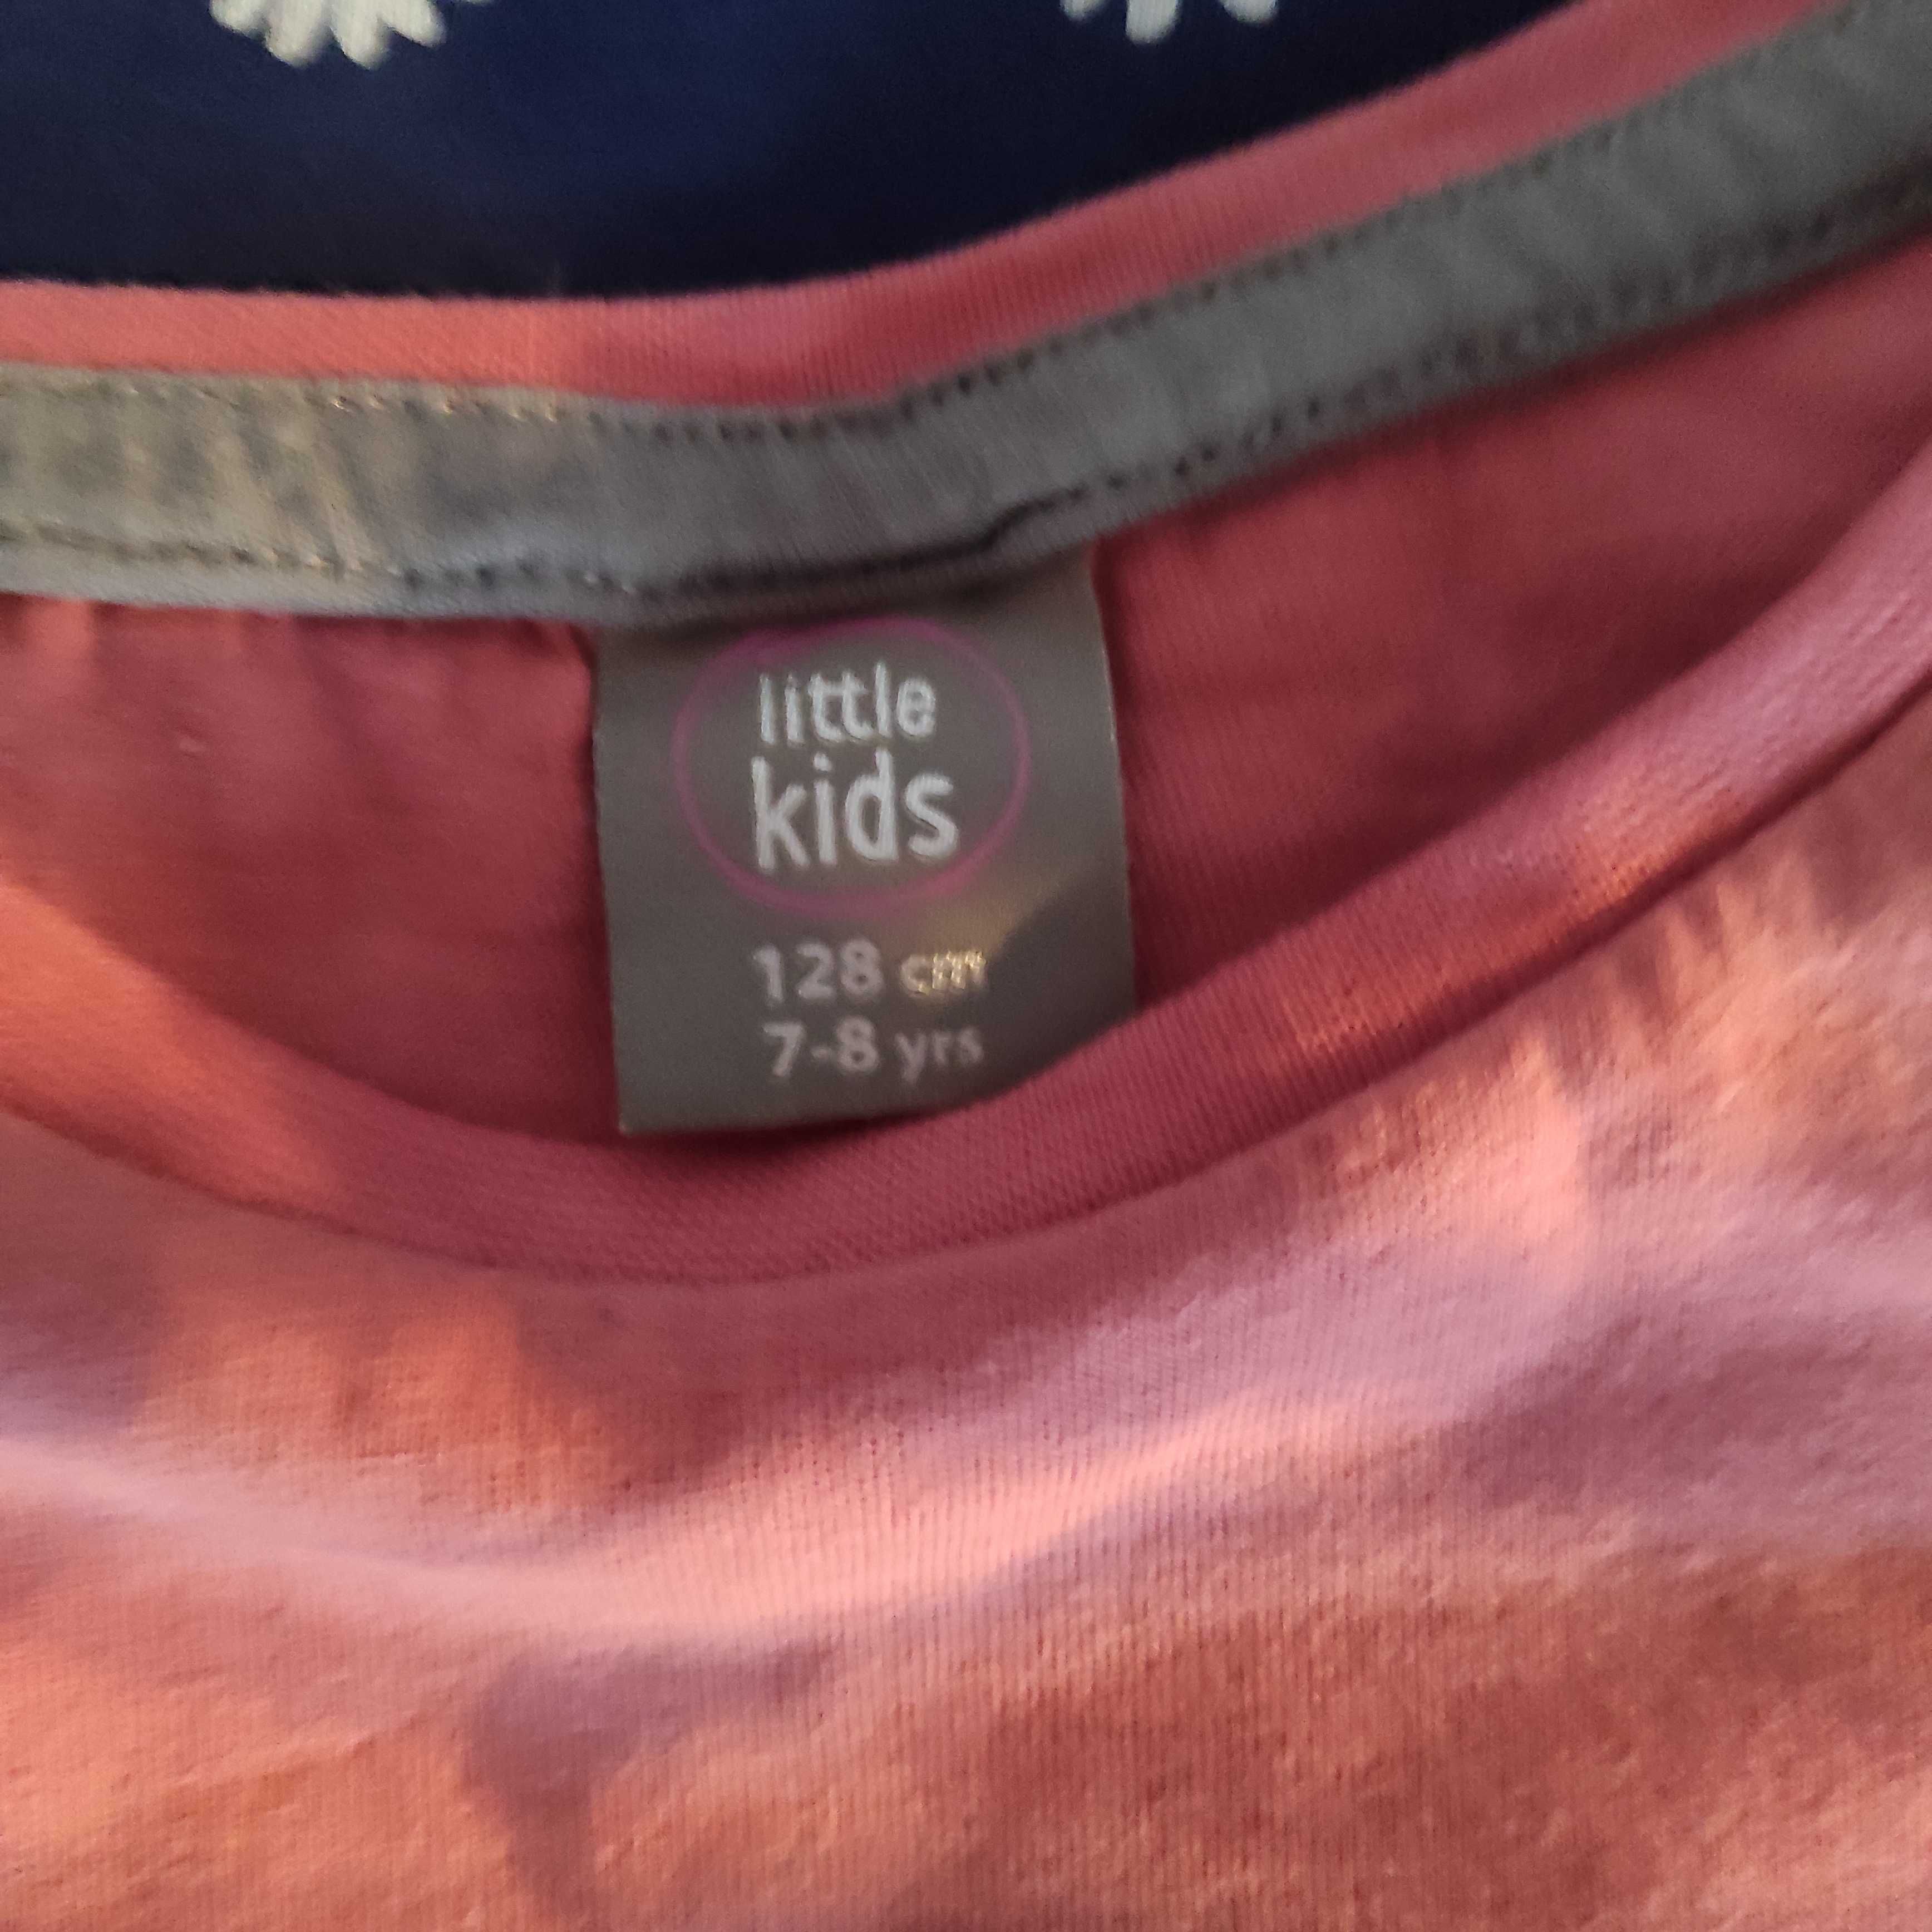 little
kids
128 cm
7-8 yrs